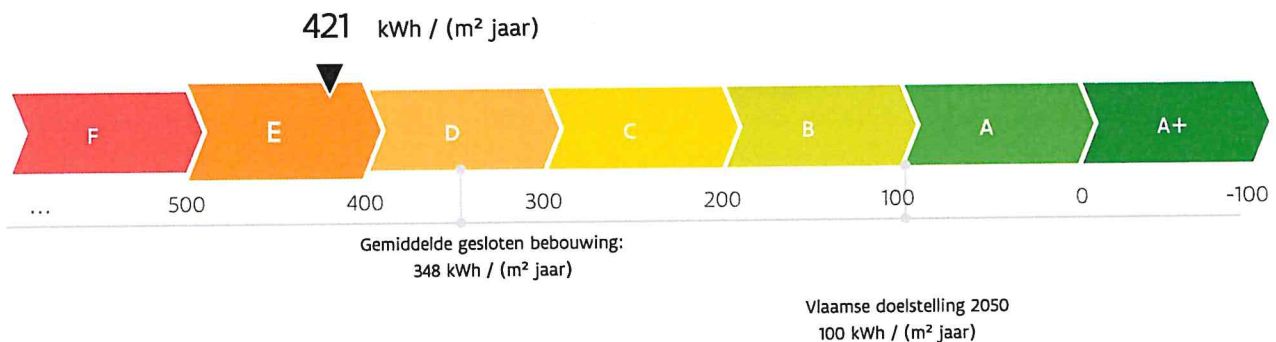 421 kWh / (m² jaar)
F E D C B A A+
... 500 400 300 200 100 0 -100
Gemiddelde gesloten bebouwing:
348 kWh / (m² jaar)
Vlaamse doelstelling 2050
100 kWh / (m² jaar)